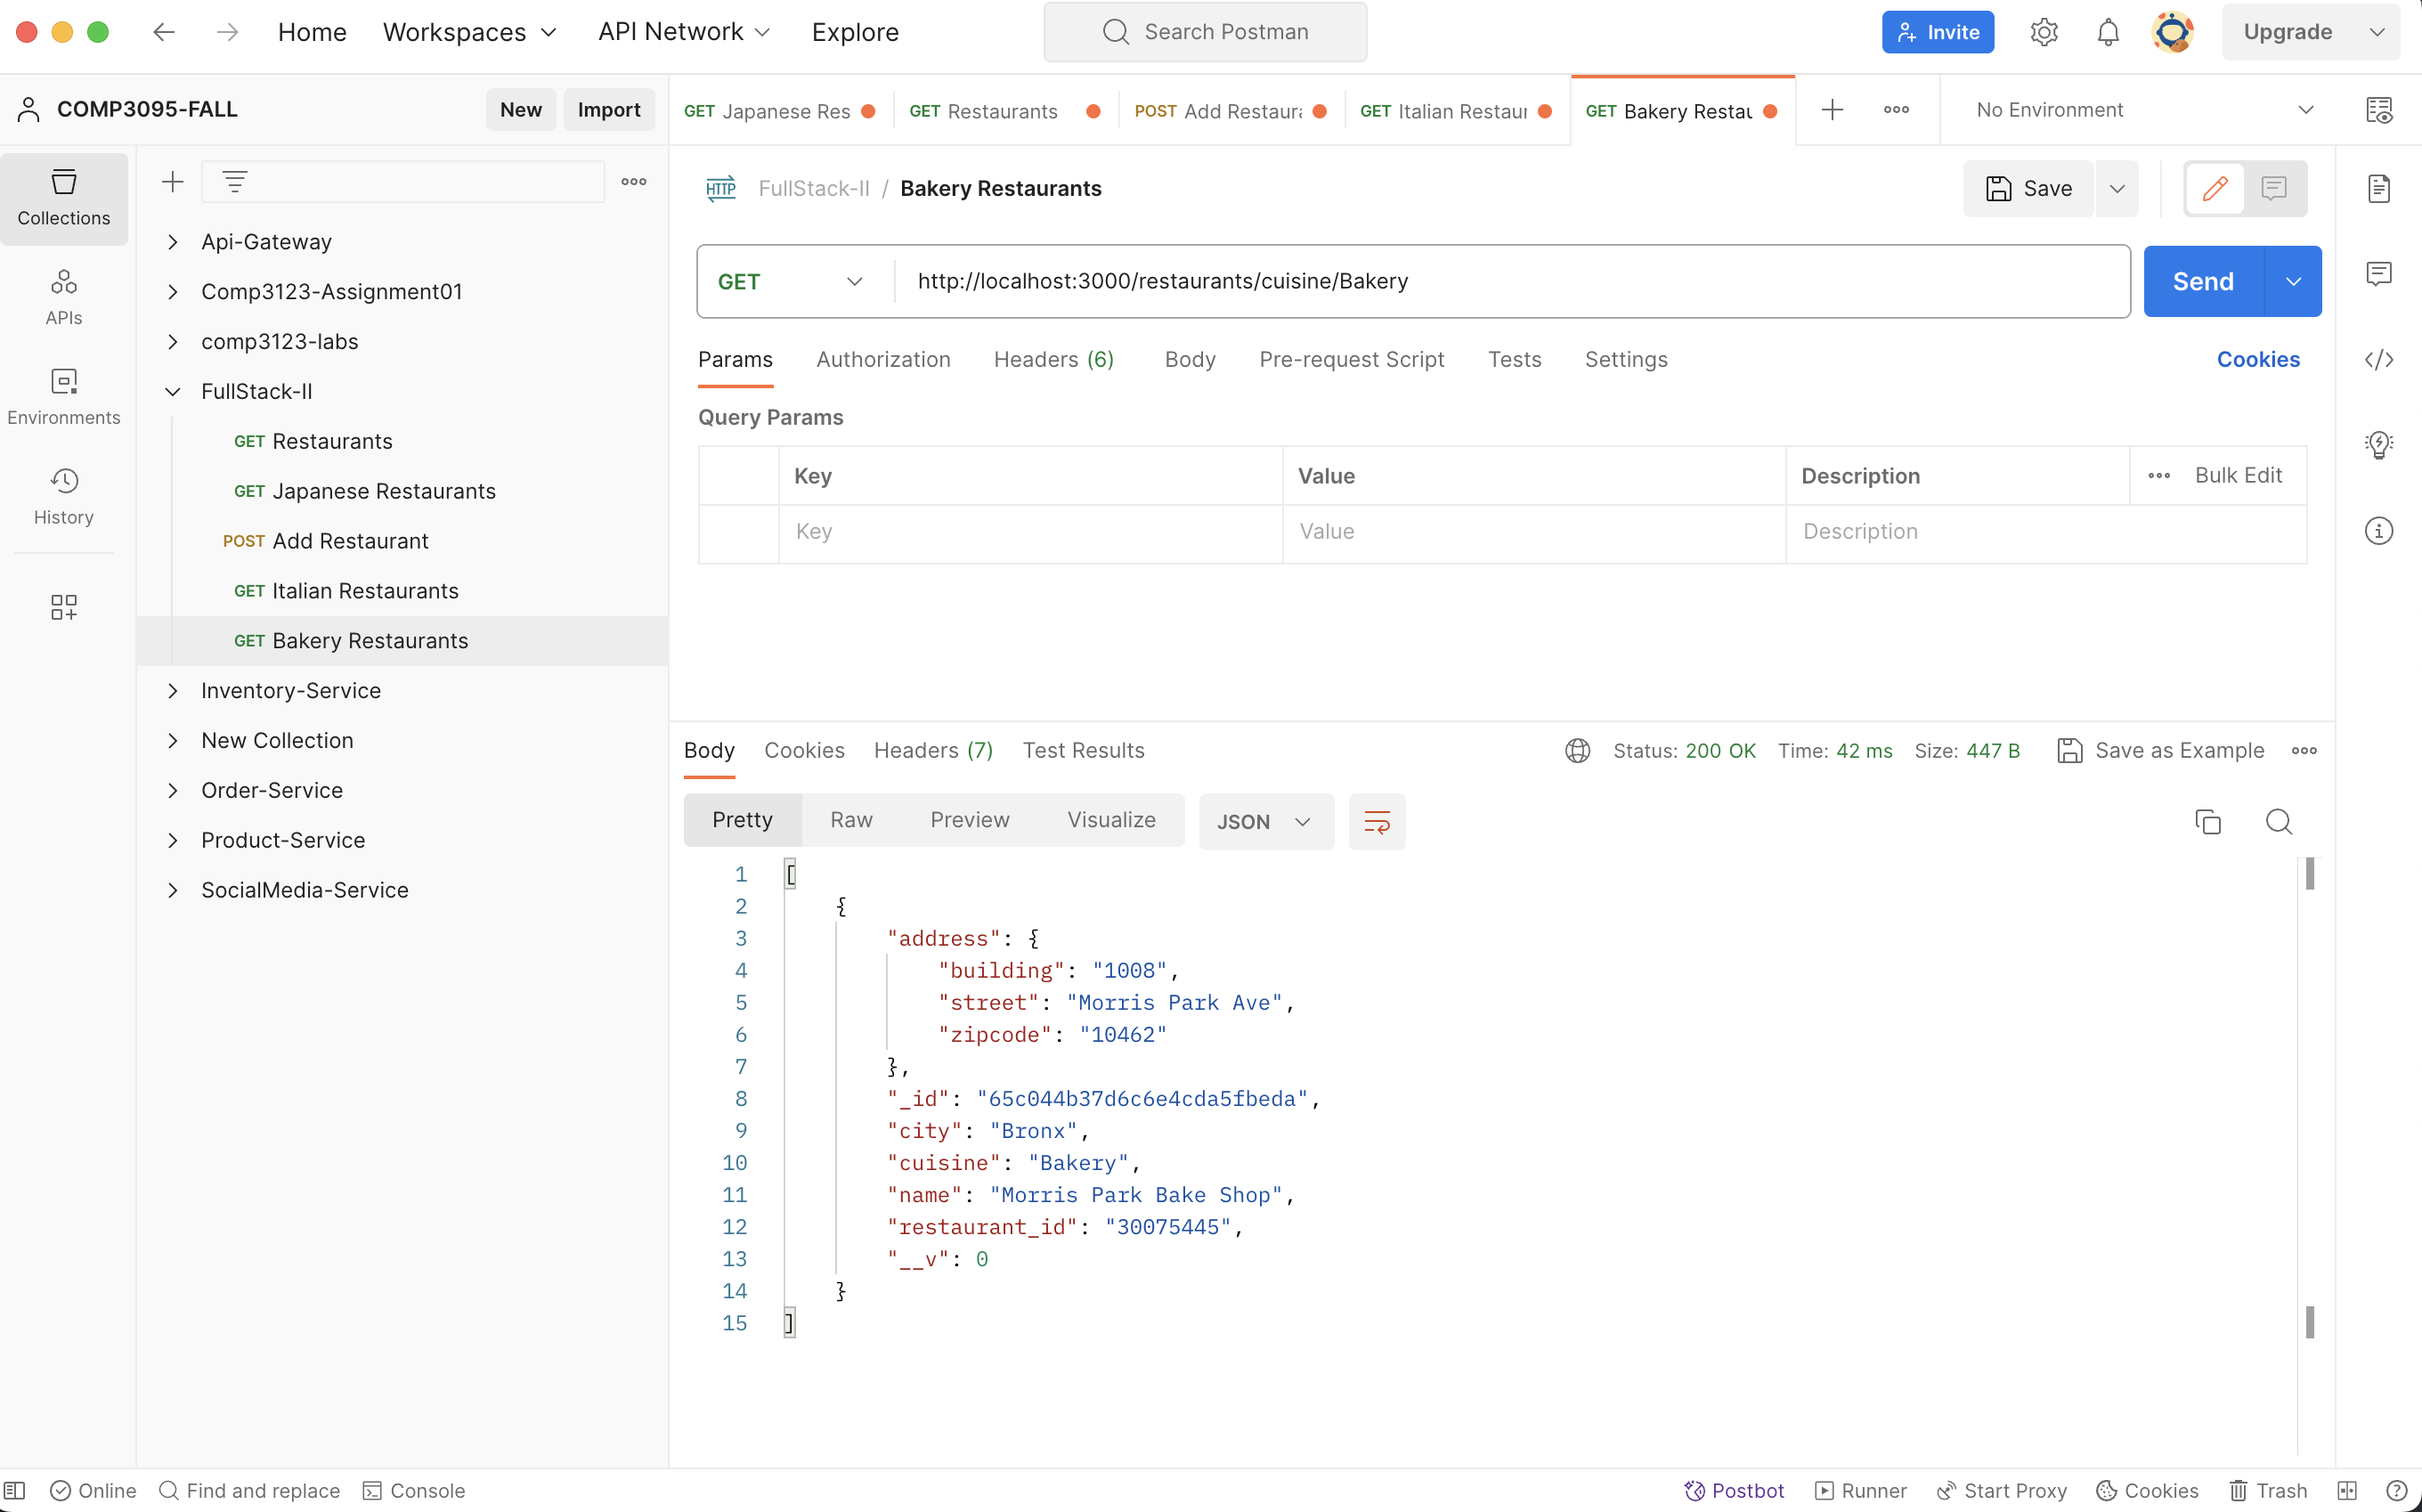 Home Workspaces API Network Explore Search Postman Invite Upgrade
COMP3095-FALL New Import
GET Japanese Res GET Restaurants POST Add Restaura GET Italian Restaur GET Bakery Restau No Environment
Collections
APIs
Environments
History
Api-Gateway
Comp3123-Assignment01
comp3123-labs
FullStack-II
GET Restaurants
GET Japanese Restaurants
POST Add Restaurant
GET Italian Restaurants
GET Bakery Restaurants
Inventory-Service
New Collection
Order-Service
Product-Service
SocialMedia-Service
HTTP FullStack-II / Bakery Restaurants Save
GET http://localhost:3000/restaurants/cuisine/Bakery Send
Params Authorization Headers (6) Body Pre-request Script Tests Settings Cookies
Query Params
Key Value Description Bulk Edit
Key Value Description
Body Cookies Headers (7) Test Results Status: 200 OK Time: 42 ms Size: 447 B Save as Example
Pretty Raw Preview Visualize JSON
1 [
2 {
3 "address": {
4 "building": "1008",
5 "street": "Morris Park Ave",
6 "zipcode": "10462"
7 },
8 "_id": "65c044b37d6c6e4cda5fbeda",
9 "city": "Bronx",
10 "cuisine": "Bakery",
11 "name": "Morris Park Bake Shop",
12 "restaurant_id": "30075445",
13 "__v": 0
14 }
15 ]
Online Find and replace Console Postbot Runner Start Proxy Cookies Trash